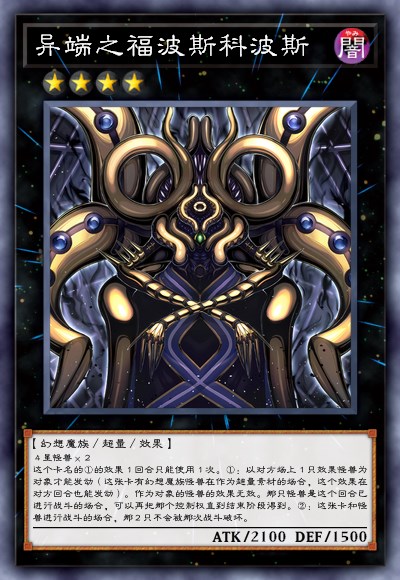 异端之福波斯科波斯
やみ
闇
【幻想魔族／超量／效果】
4星怪兽×2
这个卡名的①的效果1回合只能使用1次。①：以对方场上1只效果怪兽为
对象才能发动（这张卡有幻想魔族怪兽在作为超量素材的场合，这个效果在
对方回合也能发动）。作为对象的怪兽的效果无效。那只怪兽是这个回合已
进行战斗的场合，可以再把那个控制权直到结束阶段得到。②：这张卡和怪
兽进行战斗的场合，那2只不会被那次战斗破坏。
ATK/2100 DEF/1500